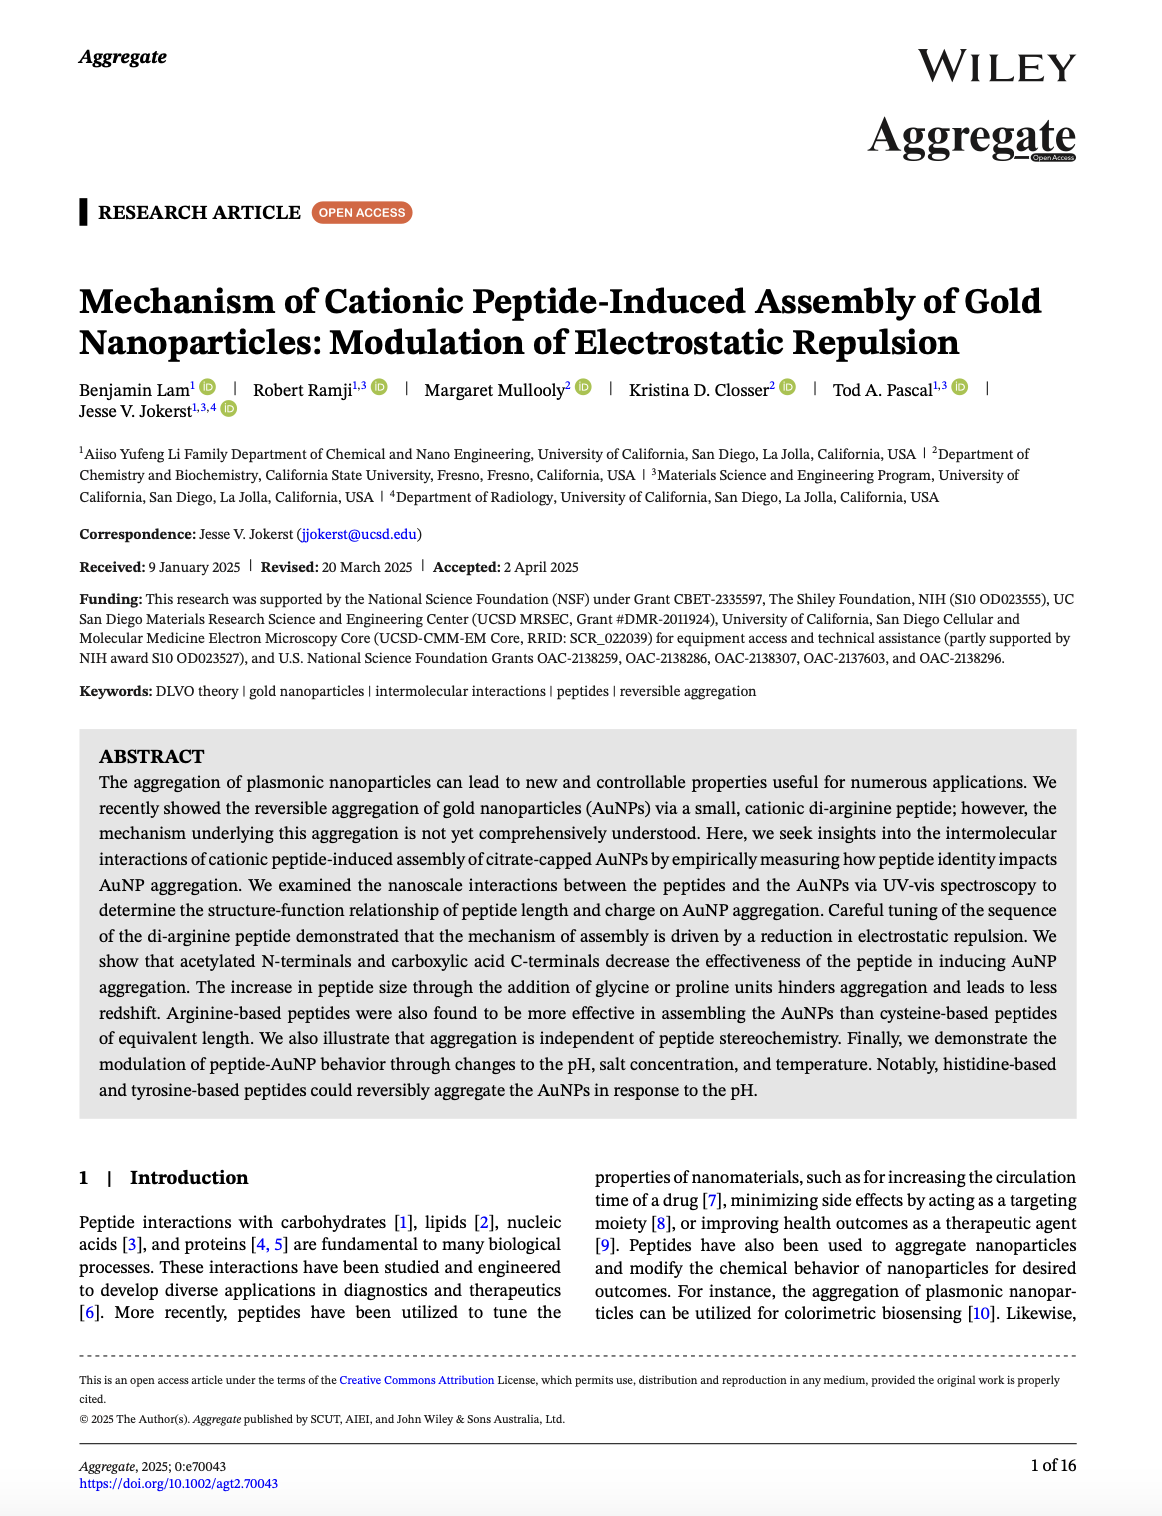 Aggregate
WILEY
Aggregate
Open Access
RESEARCH ARTICLE OPEN ACCESS
Mechanism of Cationic Peptide-Induced Assembly of Gold
Nanoparticles: Modulation of Electrostatic Repulsion
Benjamin Lam1 iD | Robert Ramji1,3 iD | Margaret Mullooly2 iD | Kristina D. Closser2 iD | Tod A. Pascal1,3 iD |
Jesse V. Jokerst1,3,4 iD
1Aiiso Yufeng Li Family Department of Chemical and Nano Engineering, University of California, San Diego, La Jolla, California, USA | 2Department of
Chemistry and Biochemistry, California State University, Fresno, Fresno, California, USA | 3Materials Science and Engineering Program, University of
California, San Diego, La Jolla, California, USA | 4Department of Radiology, University of California, San Diego, La Jolla, California, USA
Correspondence: Jesse V. Jokerst (jjokerst@ucsd.edu)
Received: 9 January 2025 | Revised: 20 March 2025 | Accepted: 2 April 2025
Funding: This research was supported by the National Science Foundation (NSF) under Grant CBET-2335597, The Shiley Foundation, NIH (S10 OD023555), UC
San Diego Materials Research Science and Engineering Center (UCSD MRSEC, Grant #DMR-2011924), University of California, San Diego Cellular and
Molecular Medicine Electron Microscopy Core (UCSD-CMM-EM Core, RRID: SCR_022039) for equipment access and technical assistance (partly supported by
NIH award S10 OD023527), and U.S. National Science Foundation Grants OAC-2138259, OAC-2138286, OAC-2138307, OAC-2137603, and OAC-2138296.
Keywords: DLVO theory | gold nanoparticles | intermolecular interactions | peptides | reversible aggregation
ABSTRACT
The aggregation of plasmonic nanoparticles can lead to new and controllable properties useful for numerous applications. We
recently showed the reversible aggregation of gold nanoparticles (AuNPs) via a small, cationic di-arginine peptide; however, the
mechanism underlying this aggregation is not yet comprehensively understood. Here, we seek insights into the intermolecular
interactions of cationic peptide-induced assembly of citrate-capped AuNPs by empirically measuring how peptide identity impacts
AuNP aggregation. We examined the nanoscale interactions between the peptides and the AuNPs via UV-vis spectroscopy to
determine the structure-function relationship of peptide length and charge on AuNP aggregation. Careful tuning of the sequence
of the di-arginine peptide demonstrated that the mechanism of assembly is driven by a reduction in electrostatic repulsion. We
show that acetylated N-terminals and carboxylic acid C-terminals decrease the effectiveness of the peptide in inducing AuNP
aggregation. The increase in peptide size through the addition of glycine or proline units hinders aggregation and leads to less
redshift. Arginine-based peptides were also found to be more effective in assembling the AuNPs than cysteine-based peptides
of equivalent length. We also illustrate that aggregation is independent of peptide stereochemistry. Finally, we demonstrate the
modulation of peptide-AuNP behavior through changes to the pH, salt concentration, and temperature. Notably, histidine-based
and tyrosine-based peptides could reversibly aggregate the AuNPs in response to the pH.
1 | Introduction
Peptide interactions with carbohydrates [1], lipids [2], nucleic
acids [3], and proteins [4, 5] are fundamental to many biological
processes. These interactions have been studied and engineered
to develop diverse applications in diagnostics and therapeutics
[6]. More recently, peptides have been utilized to tune the
properties of nanomaterials, such as for increasing the circulation
time of a drug [7], minimizing side effects by acting as a targeting
moiety [8], or improving health outcomes as a therapeutic agent
[9]. Peptides have also been used to aggregate nanoparticles
and modify the chemical behavior of nanoparticles for desired
outcomes. For instance, the aggregation of plasmonic nanopar-
ticles can be utilized for colorimetric biosensing [10]. Likewise,
This is an open access article under the terms of the Creative Commons Attribution License, which permits use, distribution and reproduction in any medium, provided the original work is properly
cited.
© 2025 The Author(s). Aggregate published by SCUT, AIEI, and John Wiley & Sons Australia, Ltd.
Aggregate, 2025; 0:e70043
https://doi.org/10.1002/agt2.70043
1 of 16